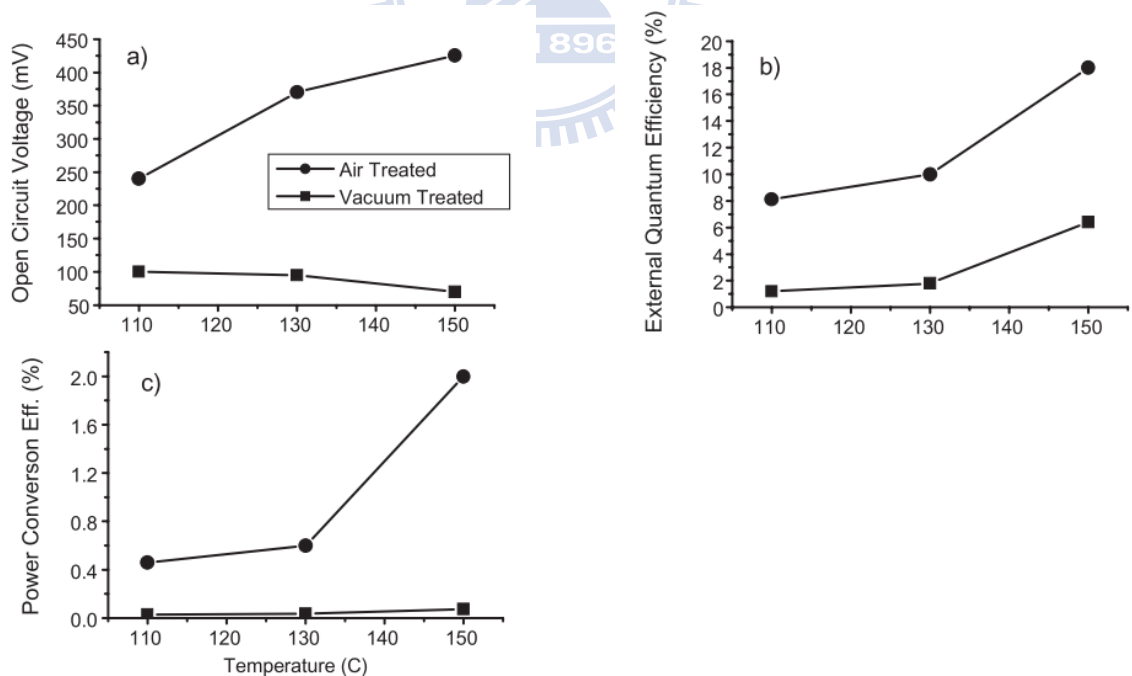 1896
a)
Open Circuit Voltage (mV)
450
400
350
300
250
200
150
100
50
110 120 130 140 150
Air Treated
Vacuum Treated
b)
External Quantum Efficiency (%)
20
18
16
14
12
10
8
6
4
2
0
110 120 130 140 150
c)
Power Converson Eff. (%)
2.0
1.6
1.2
0.8
0.4
0.0
110 120 130 140 150
Temperature (C)